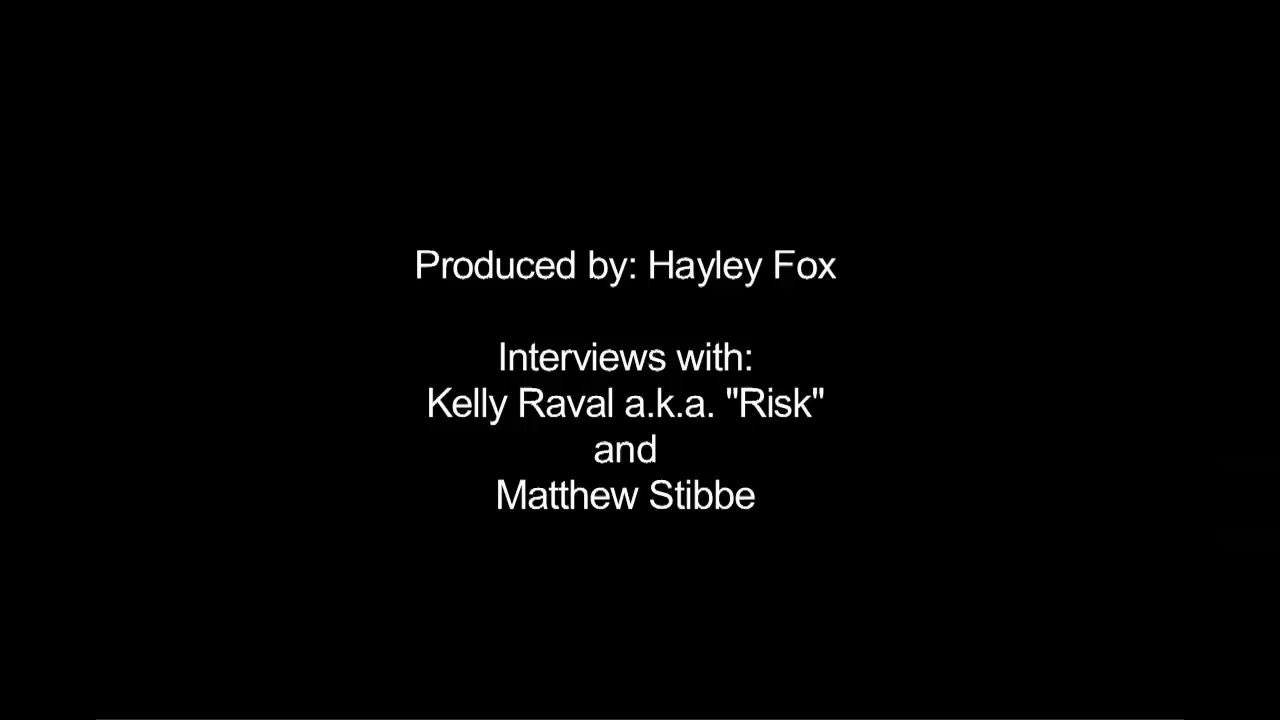 Produced by: Hayley Fox
Interviews with:
Kelly Raval a.k.a. "Risk"
and
Matthew Stibbe